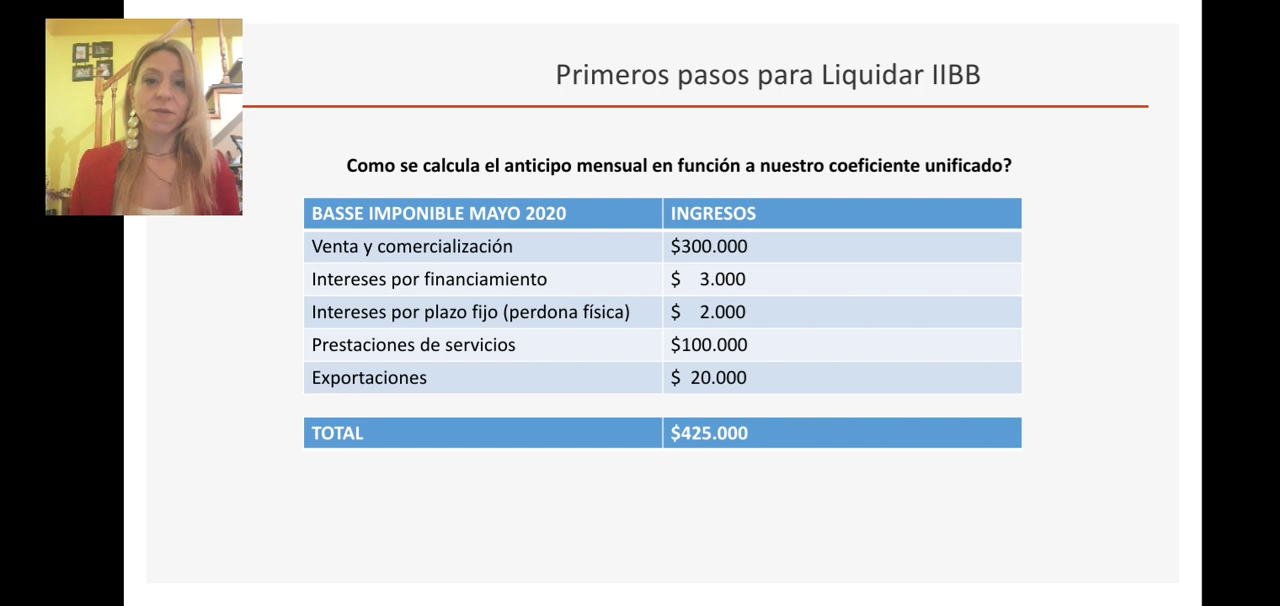 Primeros pasos para Liquidar IIBB
Como se calcula el anticipo mensual en función a nuestro coeficiente unificado?
BASSE IMPONIBLE MAYO 2020 INGRESOS
Venta y comercialización $300.000
Intereses por financiamiento $ 3.000
Intereses por plazo fijo (perdona física) $ 2.000
Prestaciones de servicios $100.000
Exportaciones $ 20.000
TOTAL $425.000